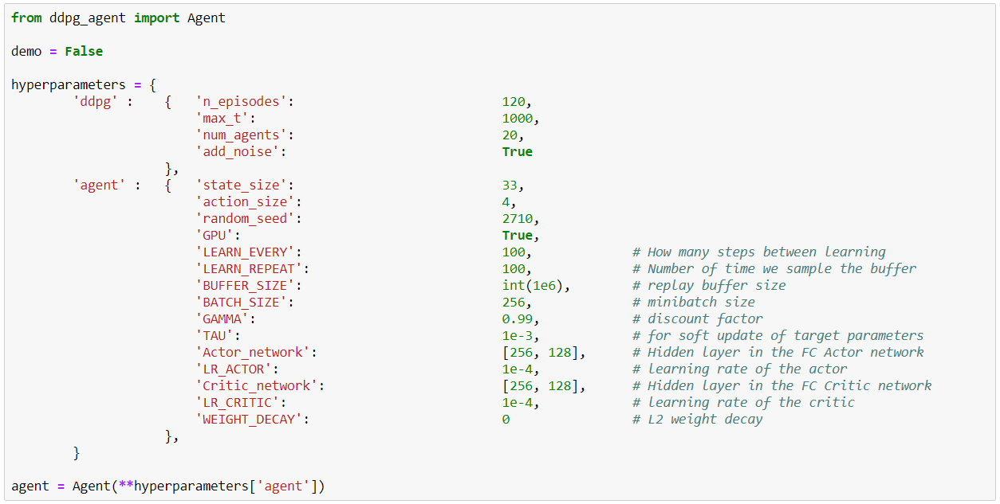 from ddpg_agent import Agent
demo = False
hyperparameters = {
'ddpg' : { 'n_episodes': 120,
'max_t': 1000,
'num_agents': 20,
'add_noise': True
},
'agent' : { 'state_size': 33,
'action_size': 4,
'random_seed': 2710,
'GPU': True,
'LEARN_EVERY': 100, # How many steps between learning
'LEARN_REPEAT': 100, # Number of time we sample the buffer
'BUFFER_SIZE': int(1e6), # replay buffer size
'BATCH_SIZE': 256, # minibatch size
'GAMMA': 0.99, # discount factor
'TAU': 1e-3, # for soft update of target parameters
'Actor_network': [256, 128], # Hidden layer in the FC Actor network
'LR_ACTOR': 1e-4, # learning rate of the actor
'Critic_network': [256, 128], # Hidden layer in the FC Critic network
'LR_CRITIC': 1e-4, # learning rate of the critic
'WEIGHT_DECAY': 0 # L2 weight decay
},
}
agent = Agent(**hyperparameters['agent'])